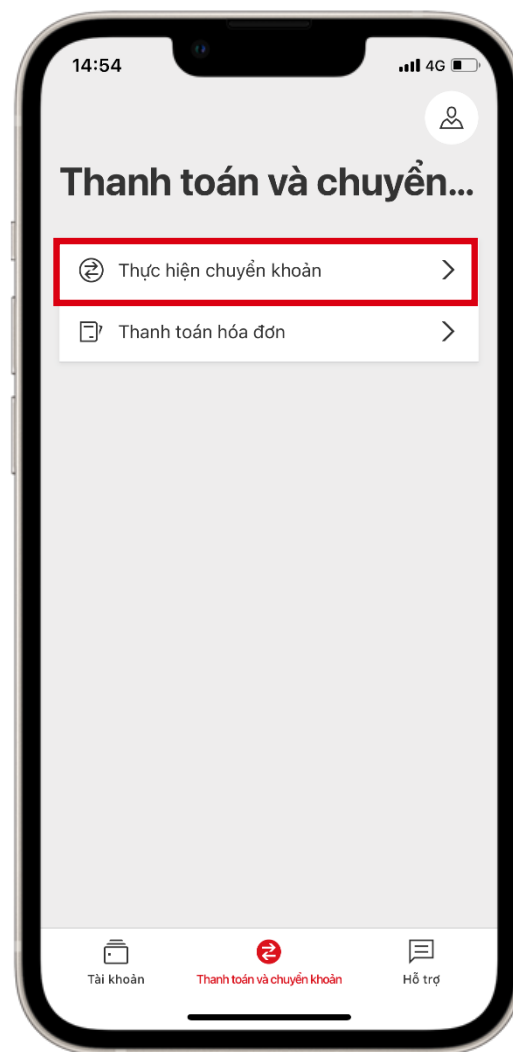 14:54 4G
Thanh toán và chuyển...
Thực hiện chuyển khoản
Thanh toán hóa đơn
Tài khoản Thanh toán và chuyển khoản Hỗ trợ